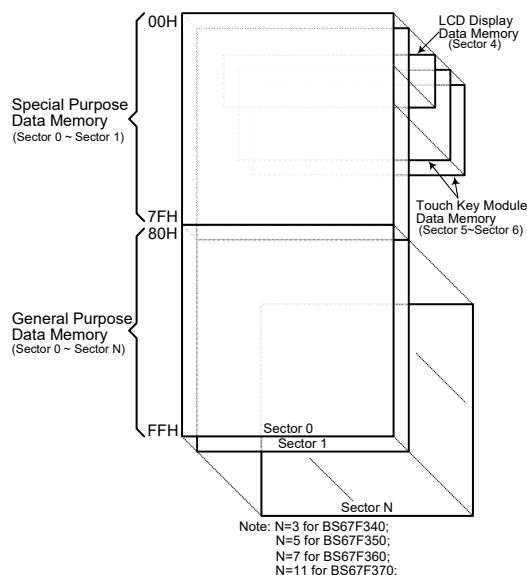 00H
LCD Display
Data Memory
(Sector 4)
Special Purpose
Data Memory
(Sector 0 ~ Sector 1)
Touch Key Module
Data Memory
(Sector 5~Sector 6)
7FH
80H
General Purpose
Data Memory
(Sector 0 ~ Sector N)
FFH
Sector 0
Sector 1
Sector N
Note: N=3 for BS67F340;
N=5 for BS67F350;
N=7 for BS67F360;
N=11 for BS67F370;